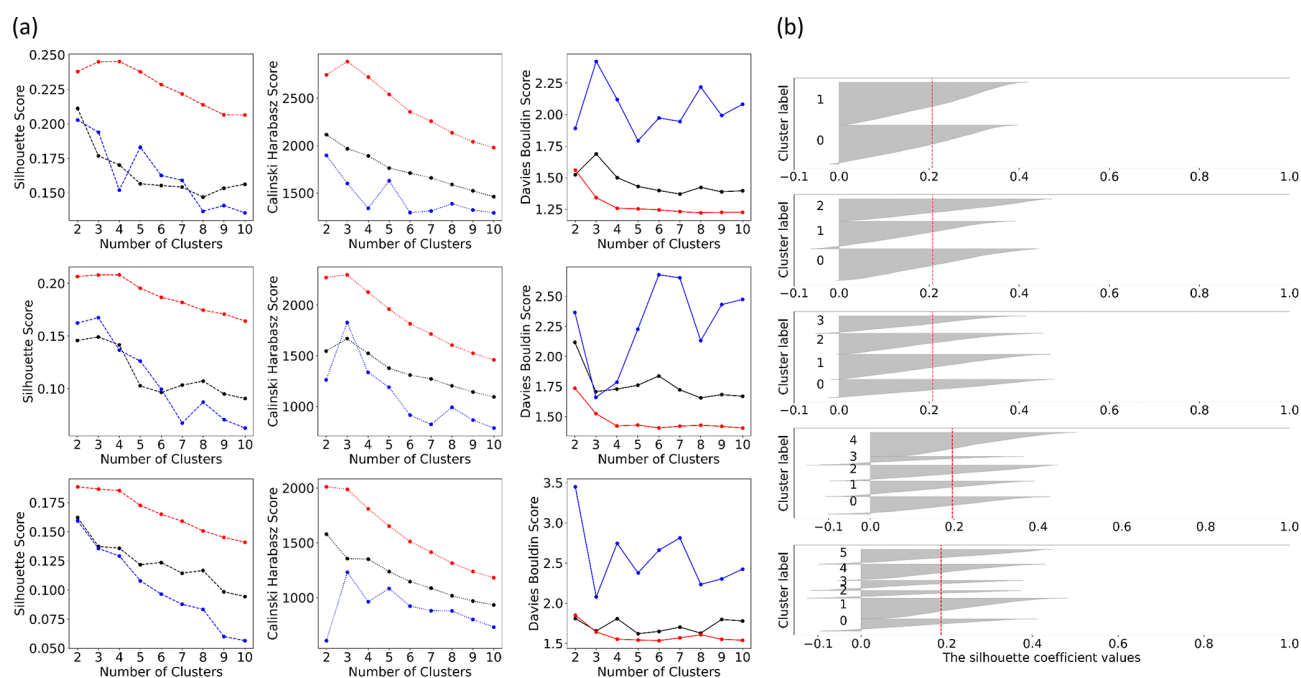 (a)
(b)
Silhouette Score
0.250
0.225
0.200
0.175
0.150
2 3 4 5 6 7 8 9 10
Number of Clusters
Calinski Harabasz Score
2500
2000
1500
2 3 4 5 6 7 8 9 10
Number of Clusters
Davies Bouldin Score
2.25
2.00
1.75
1.50
1.25
2 3 4 5 6 7 8 9 10
Number of Clusters
Silhouette Score
0.20
0.15
0.10
2 3 4 5 6 7 8 9 10
Number of Clusters
Calinski Harabasz Score
2000
1500
1000
2 3 4 5 6 7 8 9 10
Number of Clusters
Davies Bouldin Score
2.50
2.25
2.00
1.75
1.50
2 3 4 5 6 7 8 9 10
Number of Clusters
Silhouette Score
0.175
0.150
0.125
0.100
0.075
0.050
2 3 4 5 6 7 8 9 10
Number of Clusters
Calinski Harabasz Score
2000
1500
1000
2 3 4 5 6 7 8 9 10
Number of Clusters
Davies Bouldin Score
3.5
3.0
2.5
2.0
1.5
2 3 4 5 6 7 8 9 10
Number of Clusters
Cluster label
1
0
−0.1 0.0 0.2 0.4 0.6 0.8 1.0
Cluster label
2
1
0
−0.1 0.0 0.2 0.4 0.6 0.8 1.0
Cluster label
3
2
1
0
−0.1 0.0 0.2 0.4 0.6 0.8 1.0
Cluster label
4
3
2
1
0
−0.1 0.0 0.2 0.4 0.6 0.8 1.0
Cluster label
5
4
3
2
1
0
−0.1 0.0 0.2 0.4 0.6 0.8 1.0
The silhouette coefficient values